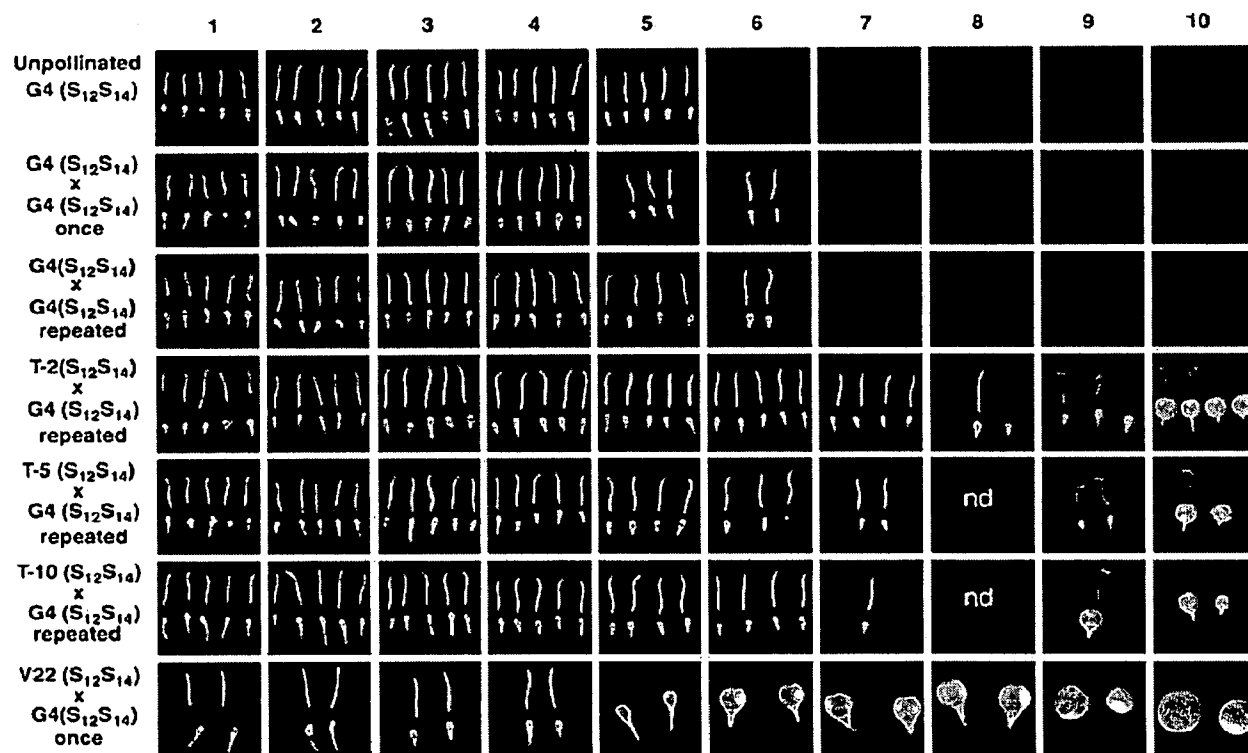 1 2 3 4 5 6 7 8 9 10
Unpollinated
G4 (S₁₂S₁₄)
G4 (S₁₂S₁₄)
x
G4 (S₁₂S₁₄)
once
G4(S₁₂S₁₄)
x
G4(S₁₂S₁₄)
repeated
T-2(S₁₂S₁₄)
x
G4 (S₁₂S₁₄)
repeated
T-5 (S₁₂S₁₄)
x
G4 (S₁₂S₁₄)
repeated
nd
T-10 (S₁₂S₁₄)
x
G4 (S₁₂S₁₄)
repeated
nd
V22 (S₁₂S₁₄)
x
G4(S₁₂S₁₄)
once